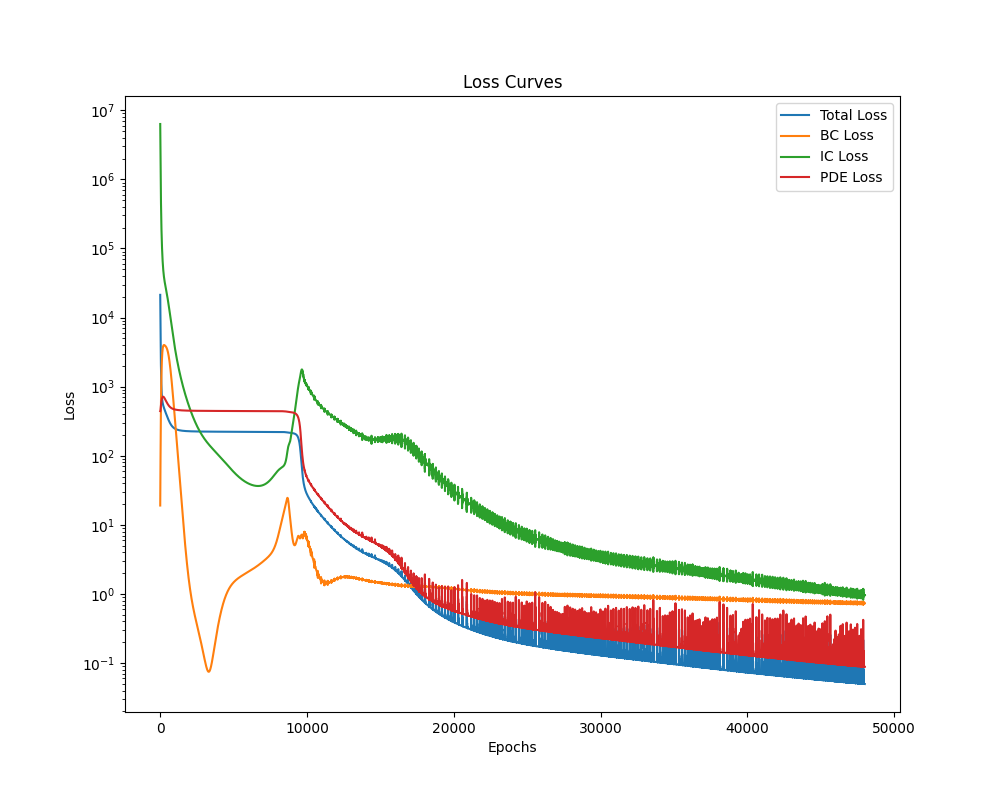 Loss Curves
Total Loss
BC Loss
IC Loss
PDE Loss
Loss
10⁷
10⁶
10⁵
10⁴
10³
10²
10¹
10⁰
10⁻¹
0 10000 20000 30000 40000 50000
Epochs